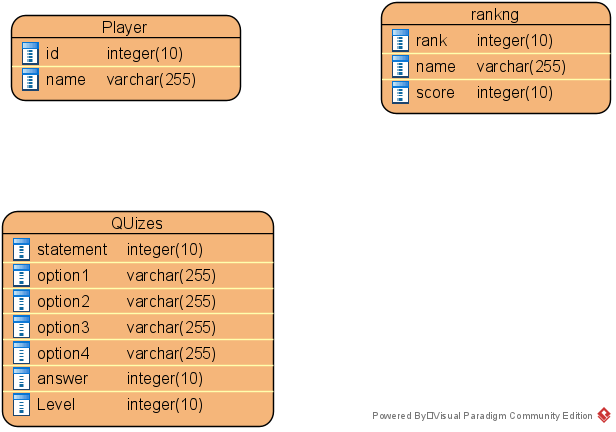 Player
id integer(10)
name varchar(255)
rankng
rank integer(10)
name varchar(255)
score integer(10)
QUizes
statement integer(10)
option1 varchar(255)
option2 varchar(255)
option3 varchar(255)
option4 varchar(255)
answer integer(10)
Level integer(10)
Powered By□Visual Paradigm Community Edition